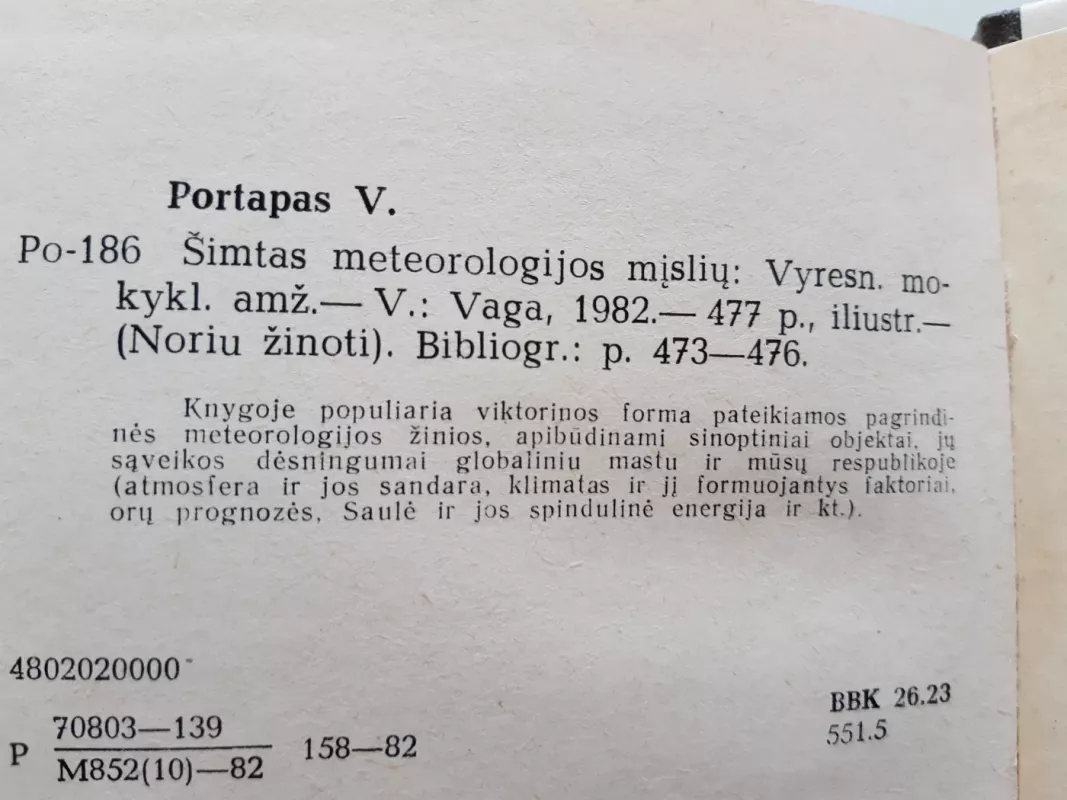 Portapas V.
Po-186 Šimtas meteorologijos mįslių: Vyresn. mo-
kykl. amž.— V.: Vaga, 1982.— 477 p., iliustr.—
(Noriu žinoti). Bibliogr.: p. 473—476.
Knygoje populiaria viktorinos forma pateikiamos pagrindi-
nės meteorologijos žinios, apibūdinami sinoptiniai objektai, jų
sąveikos dėsningumai globaliniu mastu ir mūsų respublikoje
(atmosfera ir jos sandara, klimatas ir jį formuojantys faktoriai,
orų prognozės, Saulė ir jos spindulinė energija ir kt.).
4802020000
BBK 26.23
551.5
70803—139
P 158—82
M852(10)—82